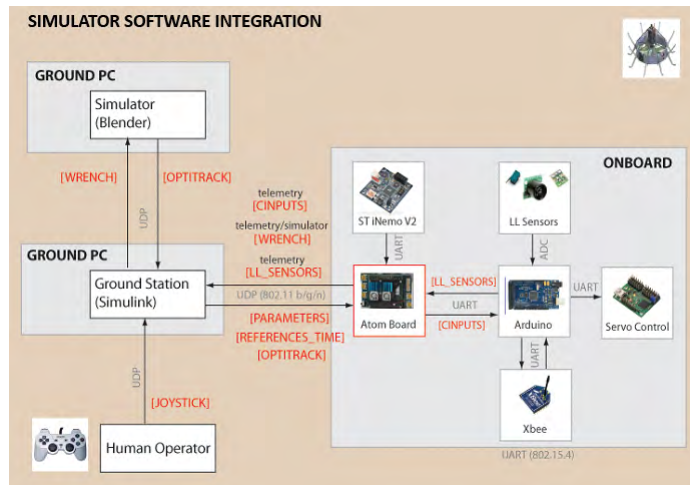 SIMULATOR SOFTWARE INTEGRATION
GROUND PC
Simulator
(Blender)
[WRENCH]
[OPTITRACK]
UDP
GROUND PC
Ground Station
(Simulink)
UDP
[JOYSTICK]
Human Operator
telemetry
[CINPUTS]
telemetry/simulator
[WRENCH]
telemetry
[LL_SENSORS]
UDP (802.11 b/g/n)
[PARAMETERS]
[REFERENCES_TIME]
[OPTITRACK]
ONBOARD
ST iNemo V2
UART
LL Sensors
ADC
Atom Board
[LL_SENSORS]
UART
[CINPUTS]
Arduino
UART
Servo Control
UART
Xbee
UART (802.15.4)